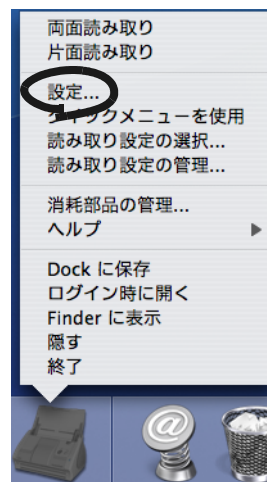 両面読み取り
片面読み取り
設定...
クイックメニューを使用
読み取り設定の選択...
読み取り設定の管理...
消耗部品の管理...
ヘルプ
Dock に保存
ログイン時に開く
Finder に表示
隠す
終了
@